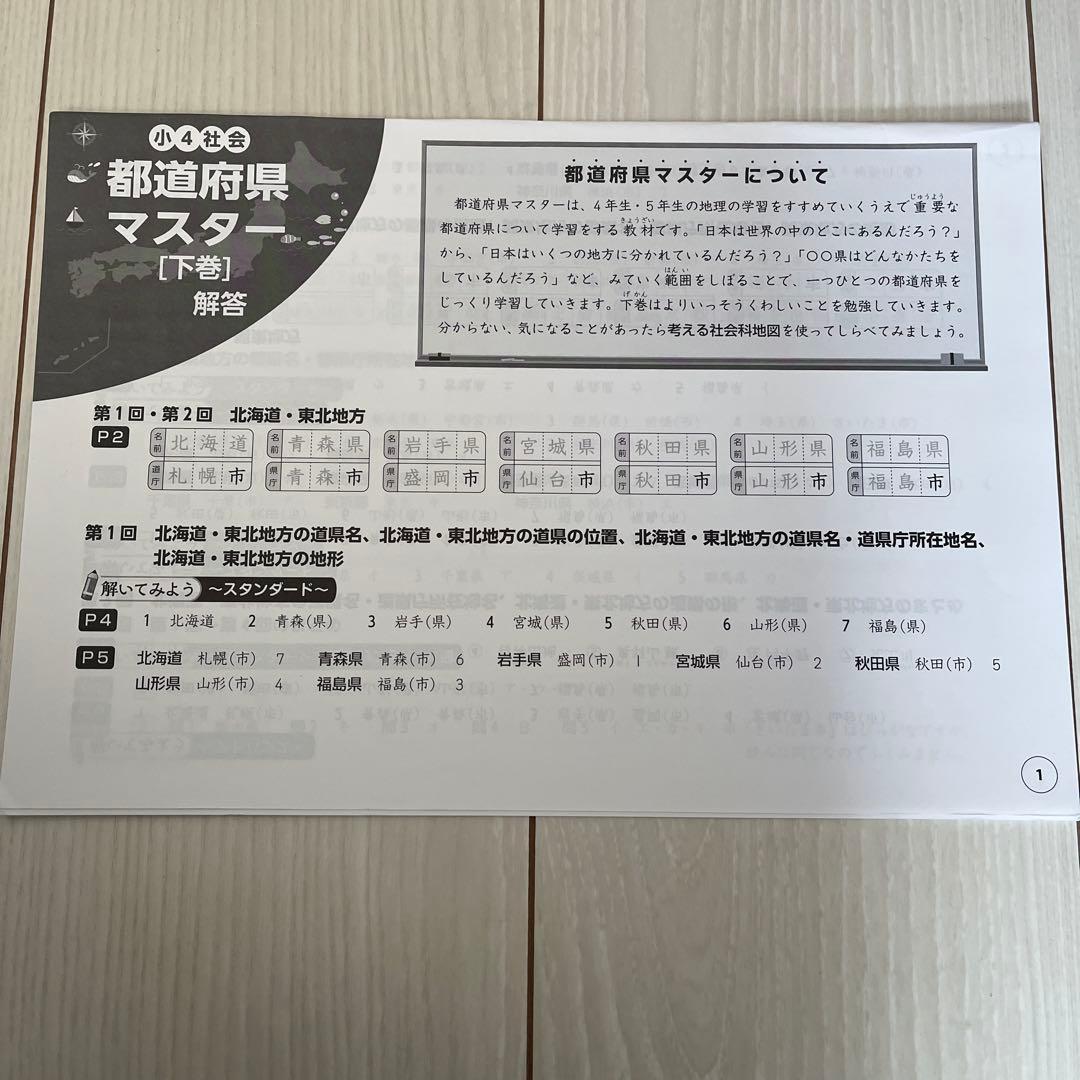 小4社会
都道府県
マスター
[下巻]
解答
都道府県マスターについて
都道府県マスターは、4年生・5年生の地理の学習をすすめていくうえで重要な
都道府県について学習をする教材です。「日本は世界の中のどこにあるんだろう?」
から、「日本はいくつの地方に分かれているんだろう?」「〇〇県はどんなかたちを
しているんだろう」など、みていく範囲をしぼることで、一つひとつの都道府県を
じっくり学習していきます。下巻はよりいっそうくわしいことを勉強していきます。
分からない、気になることがあったら考える社会科地図を使ってしらべてみましょう。
第1回・第2回 北海道・東北地方
P2 名前 北海道 名前 青森県 名前 岩手県 名前 宮城県 名前 秋田県 名前 山形県 名前 福島県
道庁 札幌市 県庁 青森市 県庁 盛岡市 県庁 仙台市 県庁 秋田市 県庁 山形市 県庁 福島市
第1回 北海道・東北地方の道県名、北海道・東北地方の道県の位置、北海道・東北地方の道県名・道県庁所在地名、
北海道・東北地方の地形
解いてみよう 〜スタンダード〜
P4 1 北海道 2 青森(県) 3 岩手(県) 4 宮城(県) 5 秋田(県) 6 山形(県) 7 福島(県)
P5 北海道 札幌(市) 7 青森県 青森(市) 6 岩手県 盛岡(市) 1 宮城県 仙台(市) 2 秋田県 秋田(市) 5
山形県 山形(市) 4 福島県 福島(市) 3
1